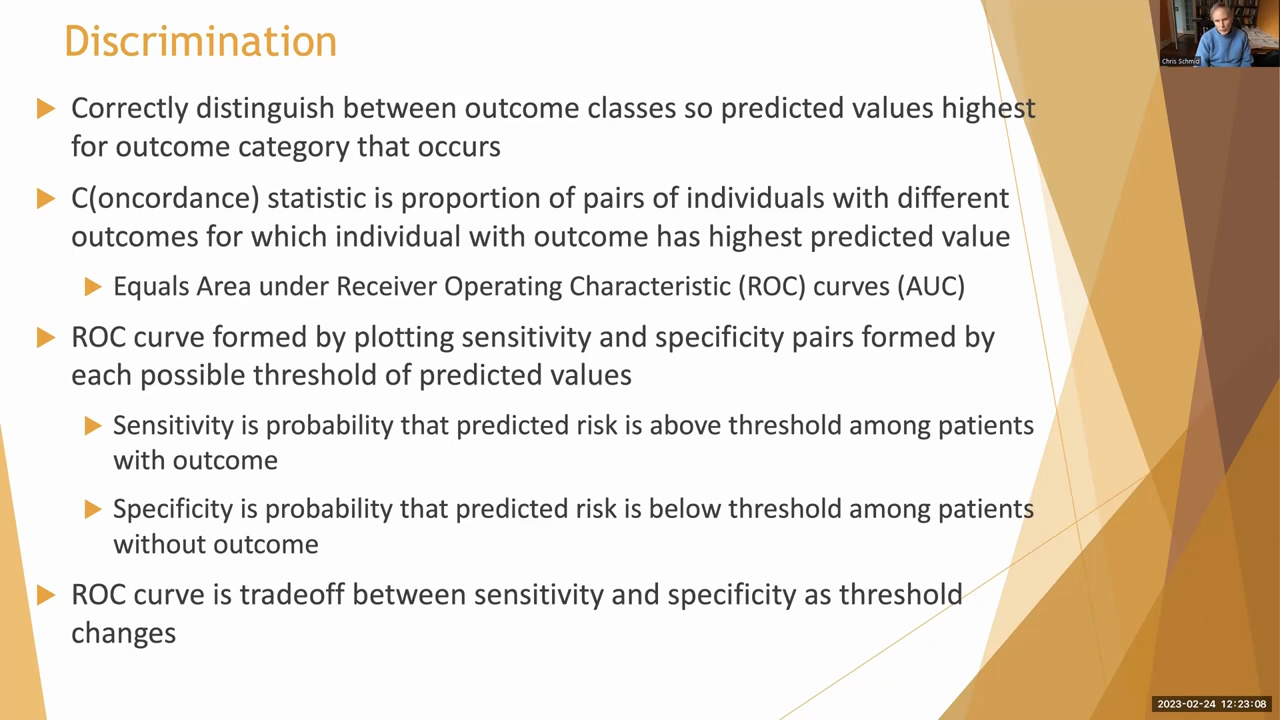 Discrimination
Correctly distinguish between outcome classes so predicted values highest
for outcome category that occurs
C(oncordance) statistic is proportion of pairs of individuals with different
outcomes for which individual with outcome has highest predicted value
Equals Area under Receiver Operating Characteristic (ROC) curves (AUC)
ROC curve formed by plotting sensitivity and specificity pairs formed by
each possible threshold of predicted values
Sensitivity is probability that predicted risk is above threshold among patients
with outcome
Specificity is probability that predicted risk is below threshold among patients
without outcome
ROC curve is tradeoff between sensitivity and specificity as threshold
changes
Chris Schmid
2023-02-24 12:23:08